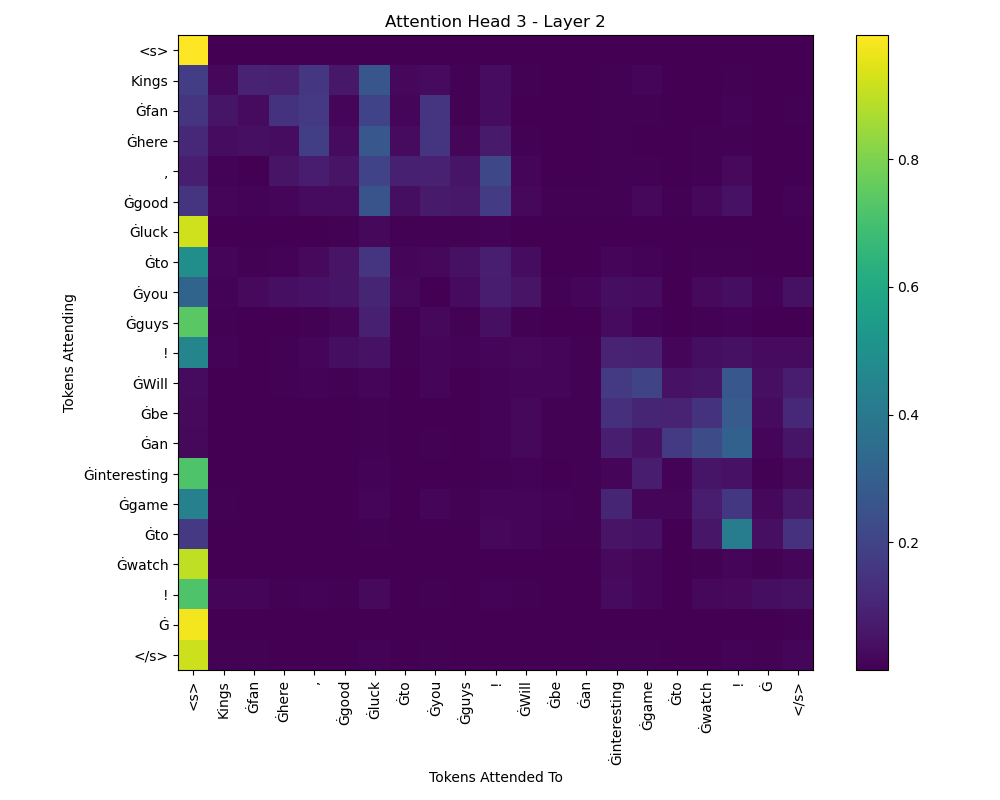 Attention Head 3 - Layer 2
Tokens Attending
<s>
Kings
Ġfan
Ġhere
,
Ġgood
Ġluck
Ġto
Ġyou
Ġguys
!
ĠWill
Ġbe
Ġan
Ġinteresting
Ġgame
Ġto
Ġwatch
!
Ġ
</s>
<s>
Kings
Ġfan
Ġhere
,
Ġgood
Ġluck
Ġto
Ġyou
Ġguys
!
ĠWill
Ġbe
Ġan
Ġinteresting
Ġgame
Ġto
Ġwatch
!
Ġ
</s>
Tokens Attended To
0.8
0.6
0.4
0.2